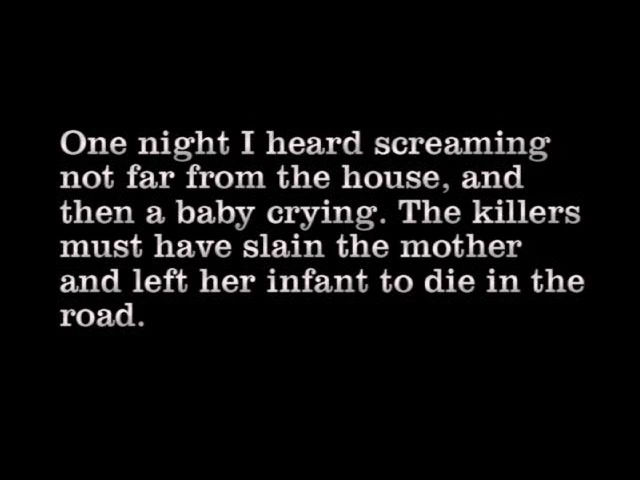 One night I heard screaming
not far from the house, and
then a baby crying. The killers
must have slain the mother
and left her infant to die in the
road.